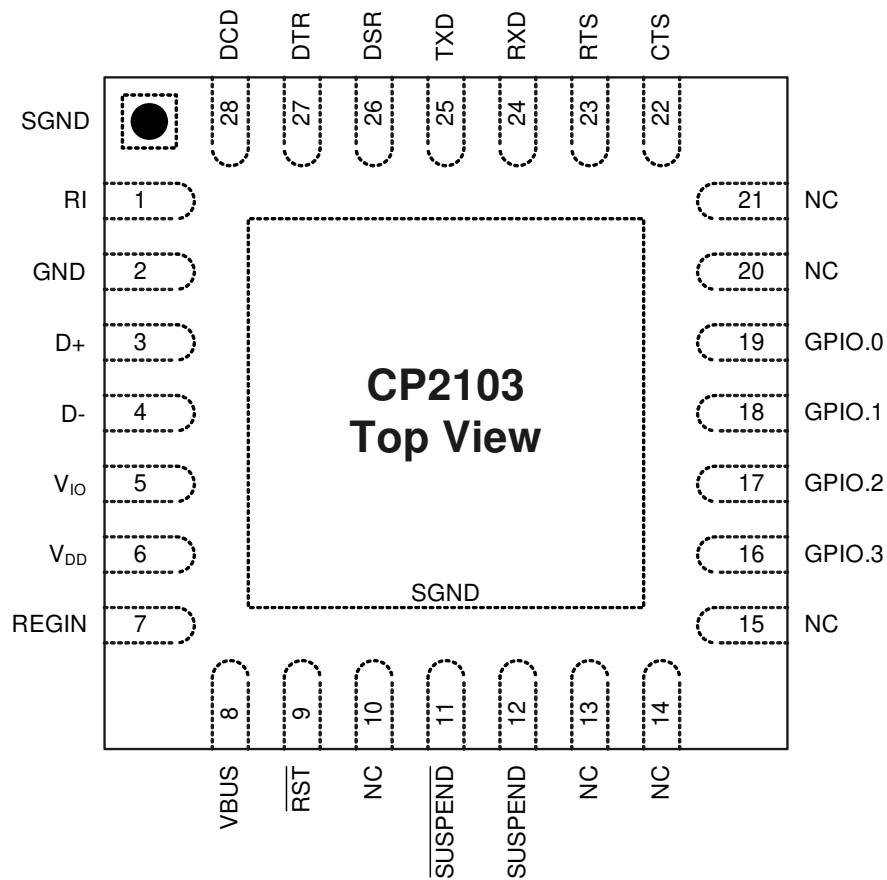 DCD DTR DSR TXD RXD RTS CTS
28 27 26 25 24 23 22
SGND
RI 1 21 NC
GND 2 20 NC
D+ 3 19 GPIO.0
D- 4 18 GPIO.1
VIO 5 17 GPIO.2
VDD 6 16 GPIO.3
REGIN 7 15 NC
CP2103
Top View
SGND
8 9 10 11 12 13 14
VBUS R̅S̅T̅ NC S̅U̅S̅P̅E̅N̅D̅ SUSPEND NC NC